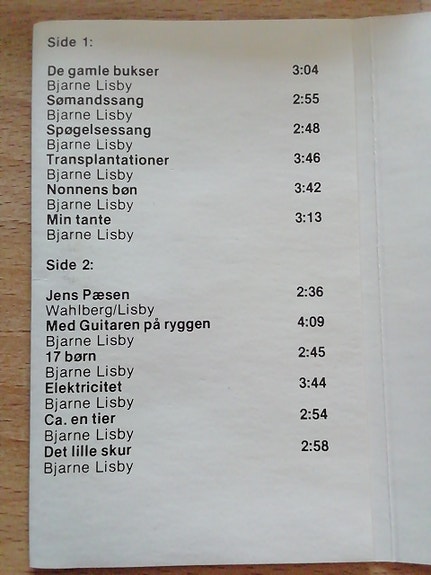 Side 1:
De gamle bukser 3:04
Bjarne Lisby
Sømandssang 2:55
Bjarne Lisby
Spøgelsessang 2:48
Bjarne Lisby
Transplantationer 3:46
Bjarne Lisby
Nonnens bøn 3:42
Bjarne Lisby
Min tante 3:13
Bjarne Lisby
Side 2:
Jens Pæsen 2:36
Wahlberg/Lisby
Med Guitaren på ryggen 4:09
Bjarne Lisby
17 børn 2:45
Bjarne Lisby
Elektricitet 3:44
Bjarne Lisby
Ca. en tier 2:54
Bjarne Lisby
Det lille skur 2:58
Bjarne Lisby